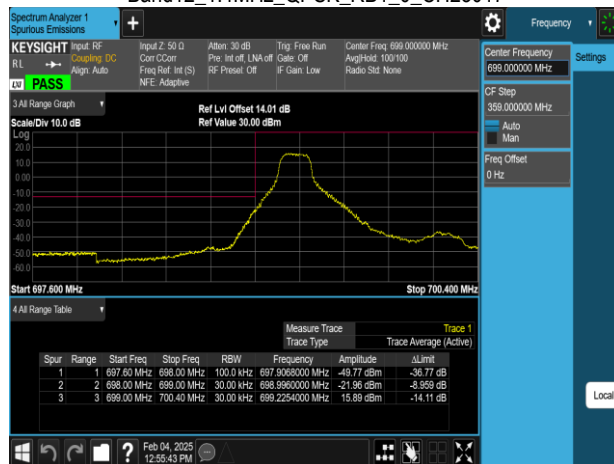 Spectrum Analyzer 1
Spurious Emissions
Frequency
KEYSIGHT
RL
LXI
PASS
Input: RF
Coupling: DC
Align: Auto
Input Z: 50 Ω
Corr CCorr
Freq Ref: Int (S)
NFE: Adaptive
Atten: 30 dB
Pre: Int off, LNA off
RF Preset: Off
Trig: Free Run
Gate: Off
IF Gain: Low
Center Freq: 699.000000 MHz
Avg|Hold: 100/100
Radio Std: None
Center Frequency
699.000000 MHz
Settings
CF Step
359.000000 MHz
Auto
Man
Freq Offset
0 Hz
3 All Range Graph
Scale/Div 10.0 dB
Ref Lvl Offset 14.01 dB
Ref Value 30.00 dBm
Log
20.0
10.0
0.00
-10.0
-20.0
-30.0
-40.0
-50.0
-60.0
Start 697.600 MHz
Stop 700.400 MHz
4 All Range Table
Measure Trace Trace 1
Trace Type Trace Average (Active)
Spur Range Start Freq Stop Freq RBW Frequency Amplitude ΔLimit
1 1 697.60 MHz 698.00 MHz 100.0 kHz 697.9068000 MHz -49.77 dBm -36.77 dB
2 2 698.00 MHz 699.00 MHz 30.00 kHz 698.9960000 MHz -21.96 dBm -8.959 dB
3 3 699.00 MHz 700.40 MHz 30.00 kHz 699.2254000 MHz 15.89 dBm -14.11 dB
Local
Feb 04, 2025
12:55:43 PM